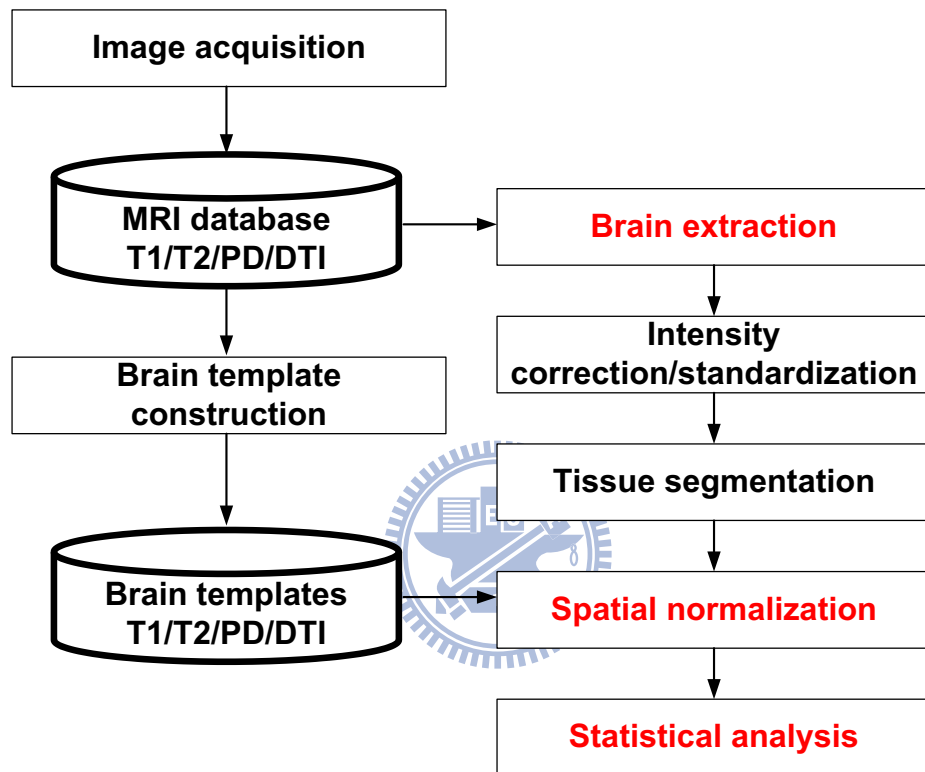 Image acquisition
MRI database
T1/T2/PD/DTI
Brain template
construction
Brain templates
T1/T2/PD/DTI
Brain extraction
Intensity
correction/standardization
Tissue segmentation
Spatial normalization
Statistical analysis